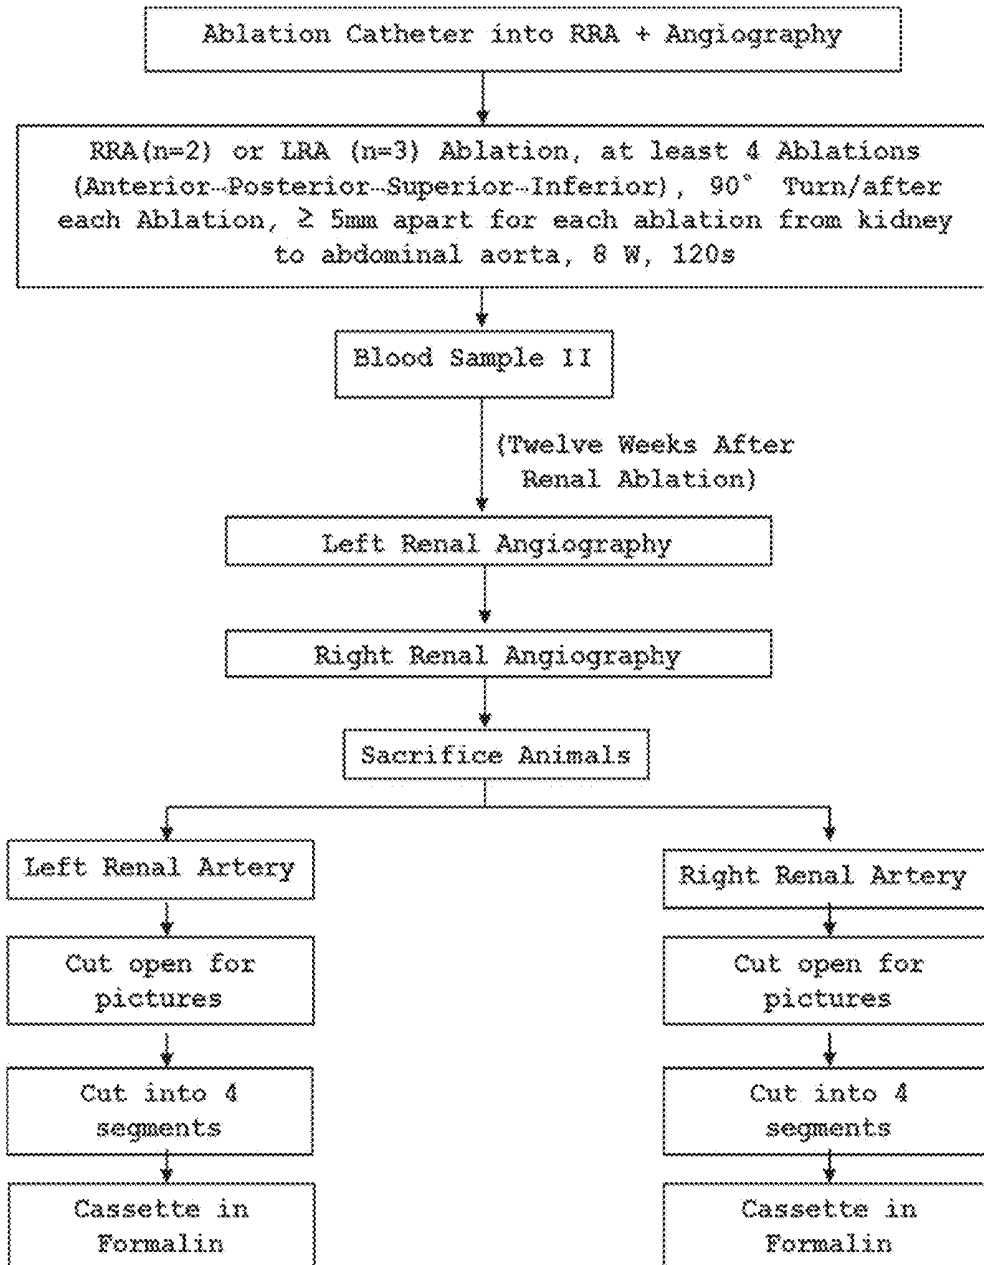 Ablation Catheter into RRA + Angiography
RRA(n=2) or LRA (n=3) Ablation, at least 4 Ablations
(Anterior-Posterior-Superior-Inferior), 90° Turn/after
each Ablation, ≥ 5mm apart for each ablation from kidney
to abdominal aorta, 8 W, 120s
Blood Sample II
(Twelve Weeks After
Renal Ablation)
Left Renal Angiography
Right Renal Angiography
Sacrifice Animals
Left Renal Artery
Right Renal Artery
Cut open for
pictures
Cut open for
pictures
Cut into 4
segments
Cut into 4
segments
Cassette in
Formalin
Cassette in
Formalin